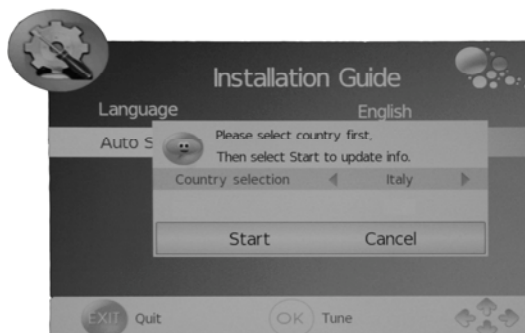 Installation Guide
Language English
Auto S
Please select country first,
Then select Start to update info.
Country selection Italy
Start Cancel
EXIT Quit OK Tune